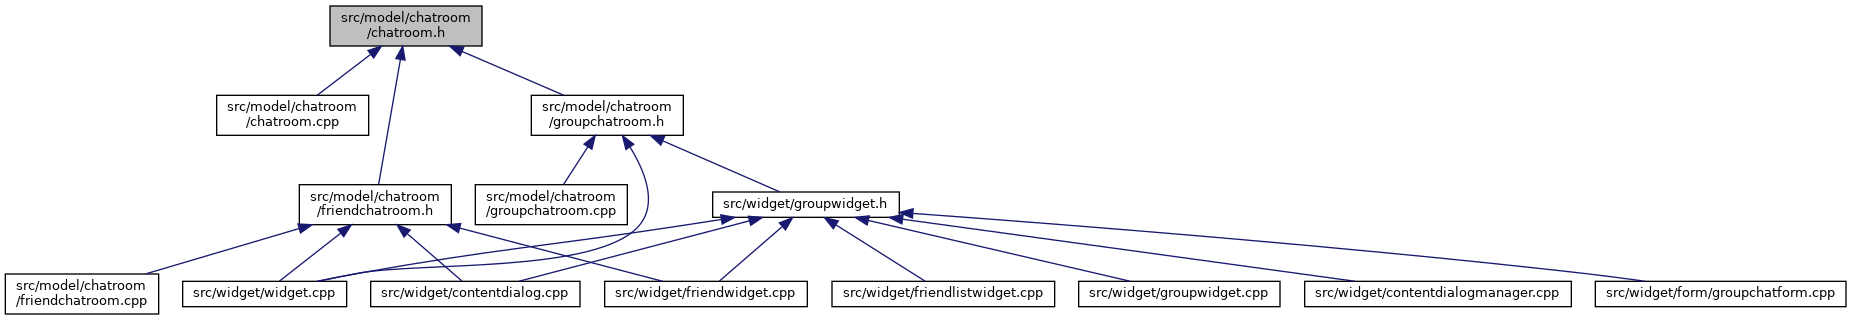 src/model/chatroom
/chatroom.h
src/model/chatroom
/chatroom.cpp
src/model/chatroom
/groupchatroom.h
src/model/chatroom
/friendchatroom.h
src/model/chatroom
/groupchatroom.cpp
src/widget/groupwidget.h
src/model/chatroom
/friendchatroom.cpp
src/widget/widget.cpp
src/widget/contentdialog.cpp
src/widget/friendwidget.cpp
src/widget/friendlistwidget.cpp
src/widget/groupwidget.cpp
src/widget/contentdialogmanager.cpp
src/widget/form/groupchatform.cpp